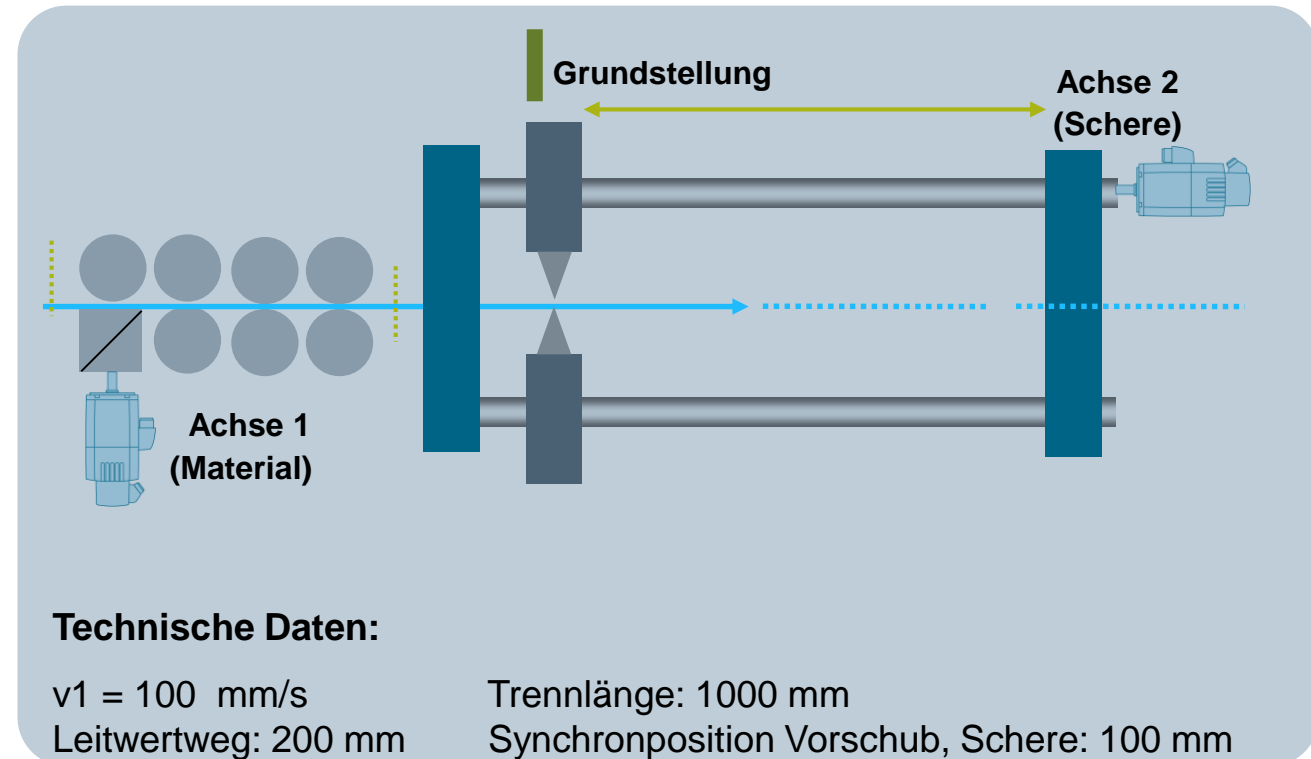 Grundstellung
Achse 2
(Schere)
Achse 1
(Material)
Technische Daten:
v1 = 100 mm/s Trennlänge: 1000 mm
Leitwertweg: 200 mm Synchronposition Vorschub, Schere: 100 mm